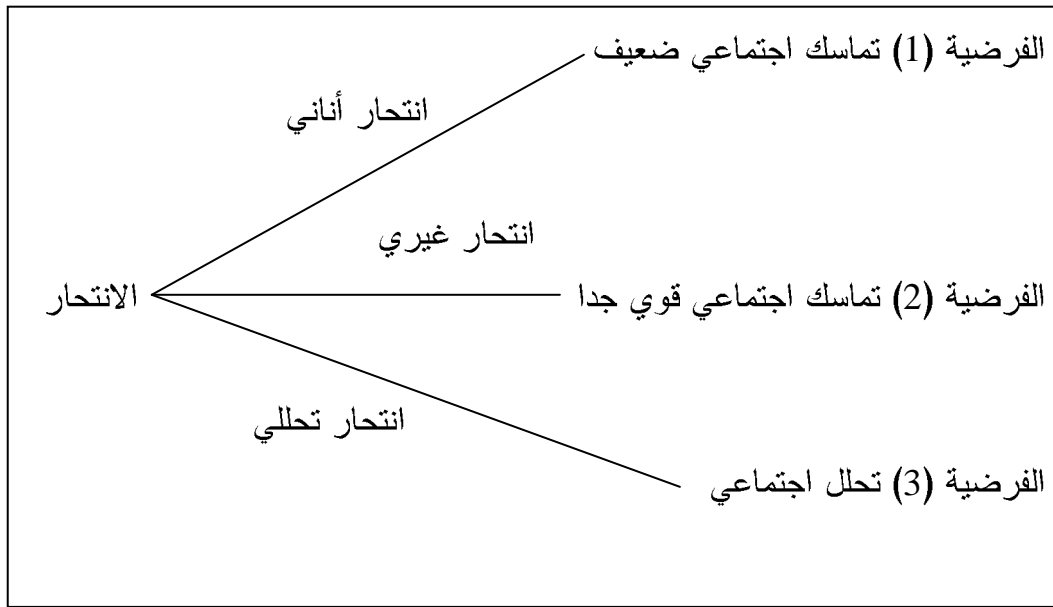 الفرضية (1) تماسك اجتماعي ضعيف
انتحار أناني
انتحار غيري
الفرضية (2) تماسك اجتماعي قوي جدا
الانتحار
انتحار تحللي
الفرضية (3) تحلل اجتماعي